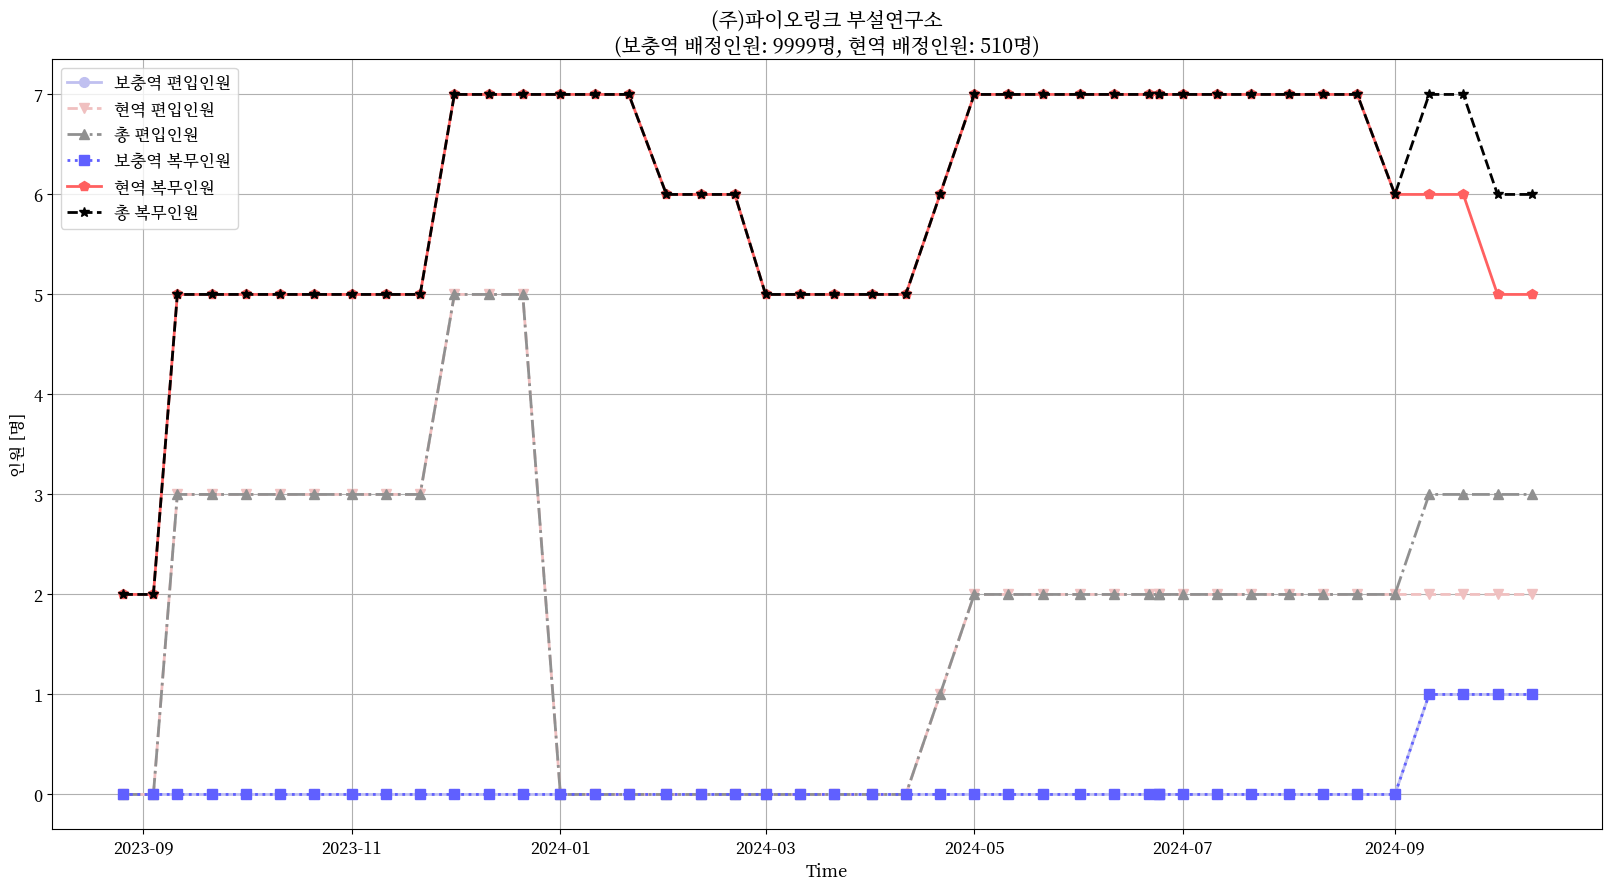 (주)파이오링크 부설연구소
(보충역 배정인원: 9999명, 현역 배정인원: 510명)
보충역 편입인원
현역 편입인원
총 편입인원
보충역 복무인원
현역 복무인원
총 복무인원
7
6
5
4
3
2
1
0
인원 [명]
2023-09
2023-11
2024-01
2024-03
2024-05
2024-07
2024-09
Time